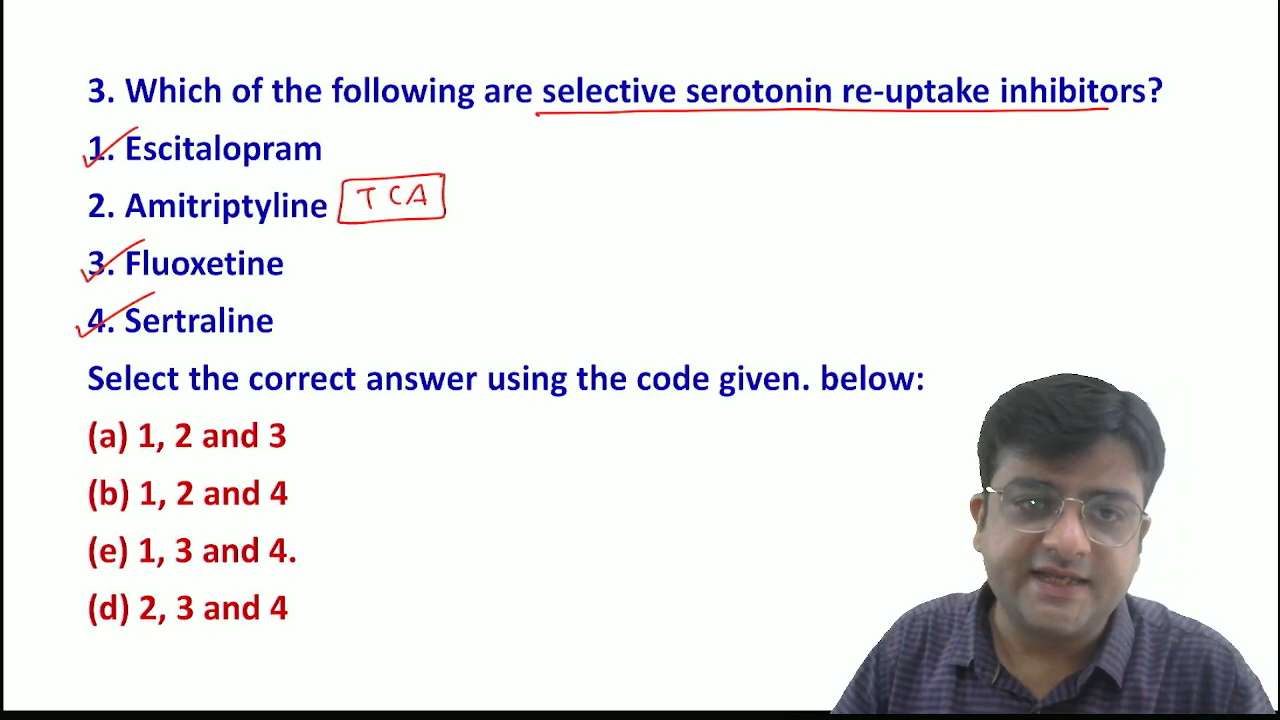 3. Which of the following are selective serotonin re-uptake inhibitors?
1. Escitalopram
2. Amitriptyline TCA
3. Fluoxetine
4. Sertraline
Select the correct answer using the code given. below:
(a) 1, 2 and 3
(b) 1, 2 and 4
(e) 1, 3 and 4.
(d) 2, 3 and 4